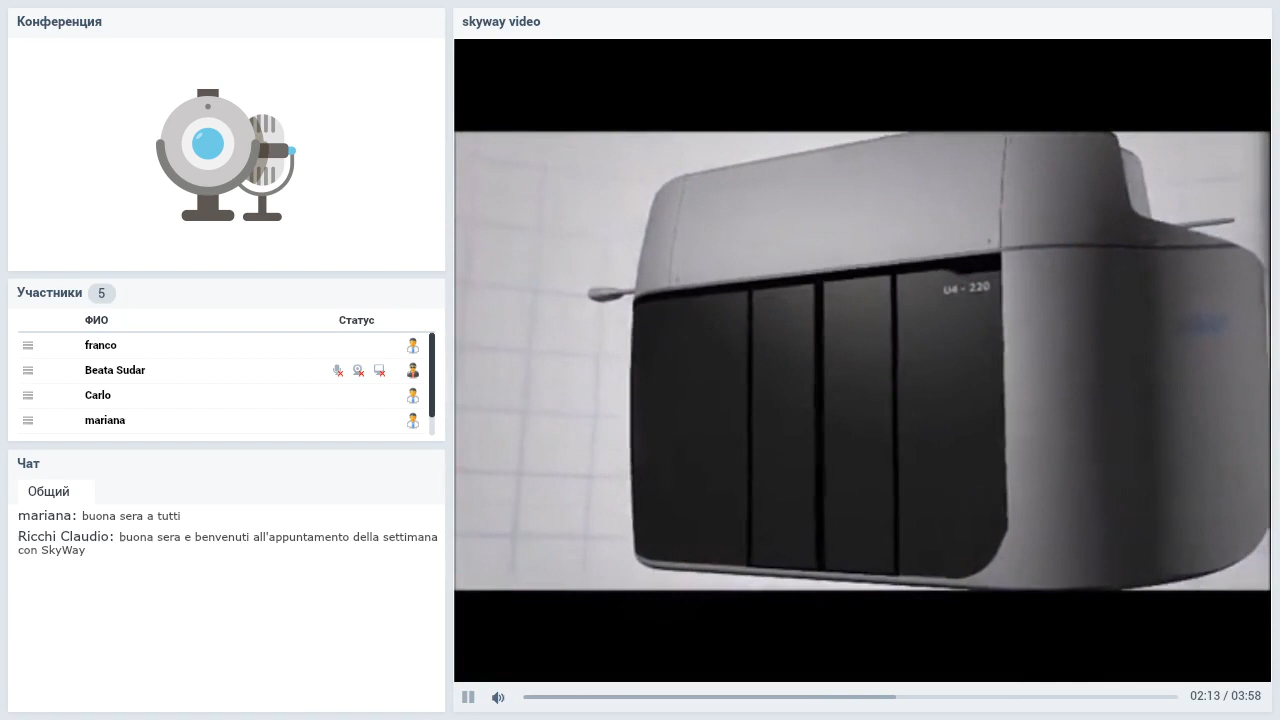 Конференция
skyway video
Участники 5
ФИО Статус
franco
Beata Sudar
Carlo
mariana
Чат
Общий
mariana: buona sera a tutti
Ricchi Claudio: buona sera e benvenuti all'appuntamento della settimana
con SkyWay
U4 - 220
02:13 / 03:58